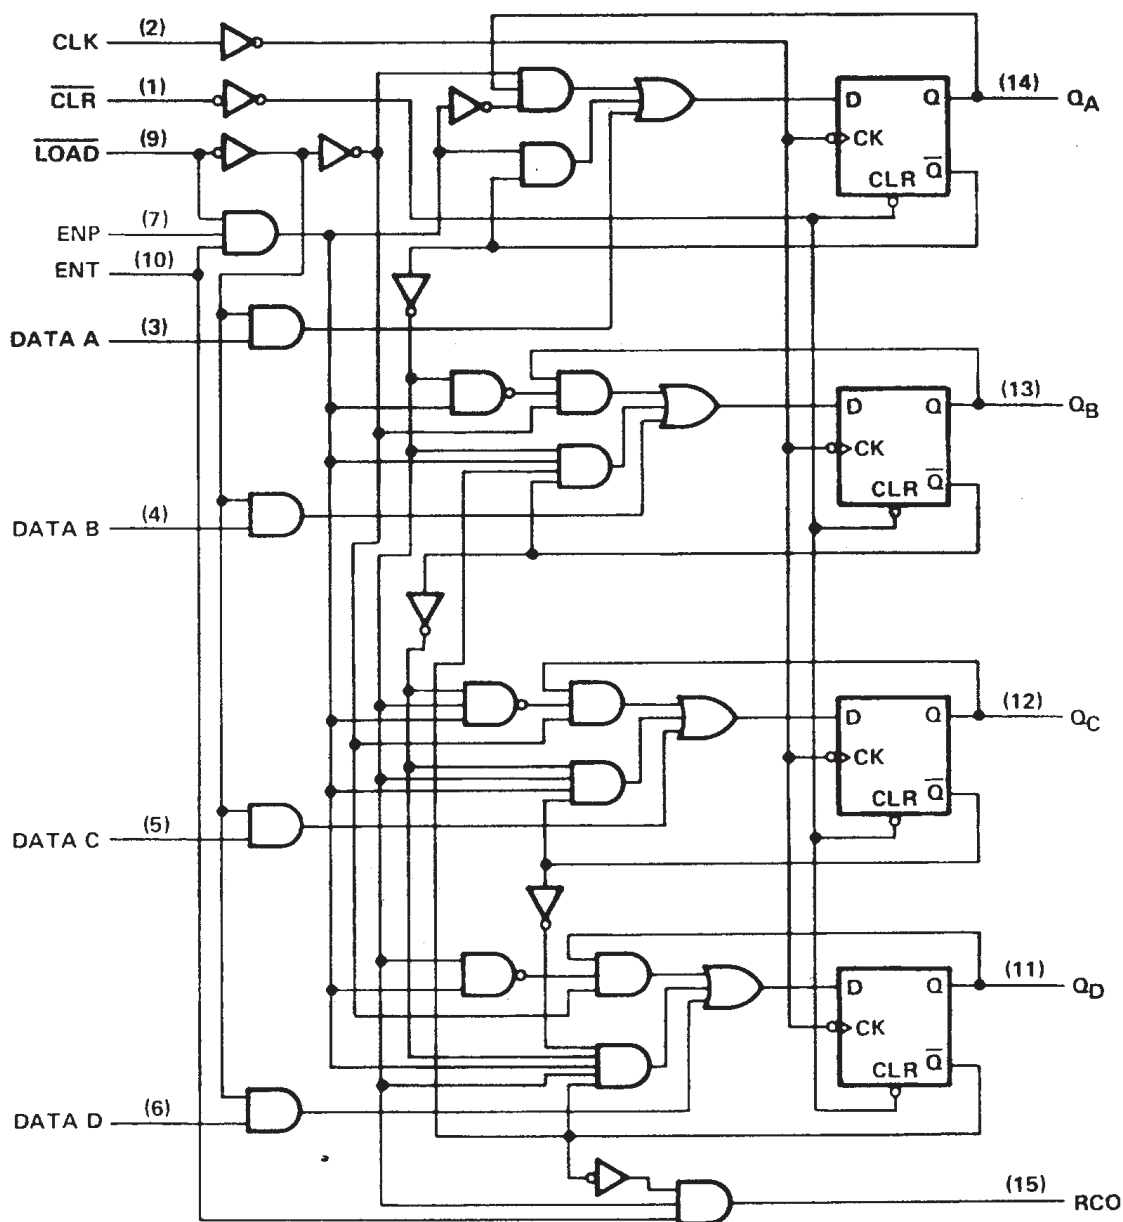 CLK (2)
CLR (1)
LOAD (9)
ENP (7)
ENT (10)
DATA A (3)
D Q (14) QA
CK
CLR Q
D Q (13) QB
CK
CLR Q
DATA B (4)
D Q (12) QC
CK
CLR Q
DATA C (5)
D Q (11) QD
CK
CLR Q
DATA D (6)
(15) RCO